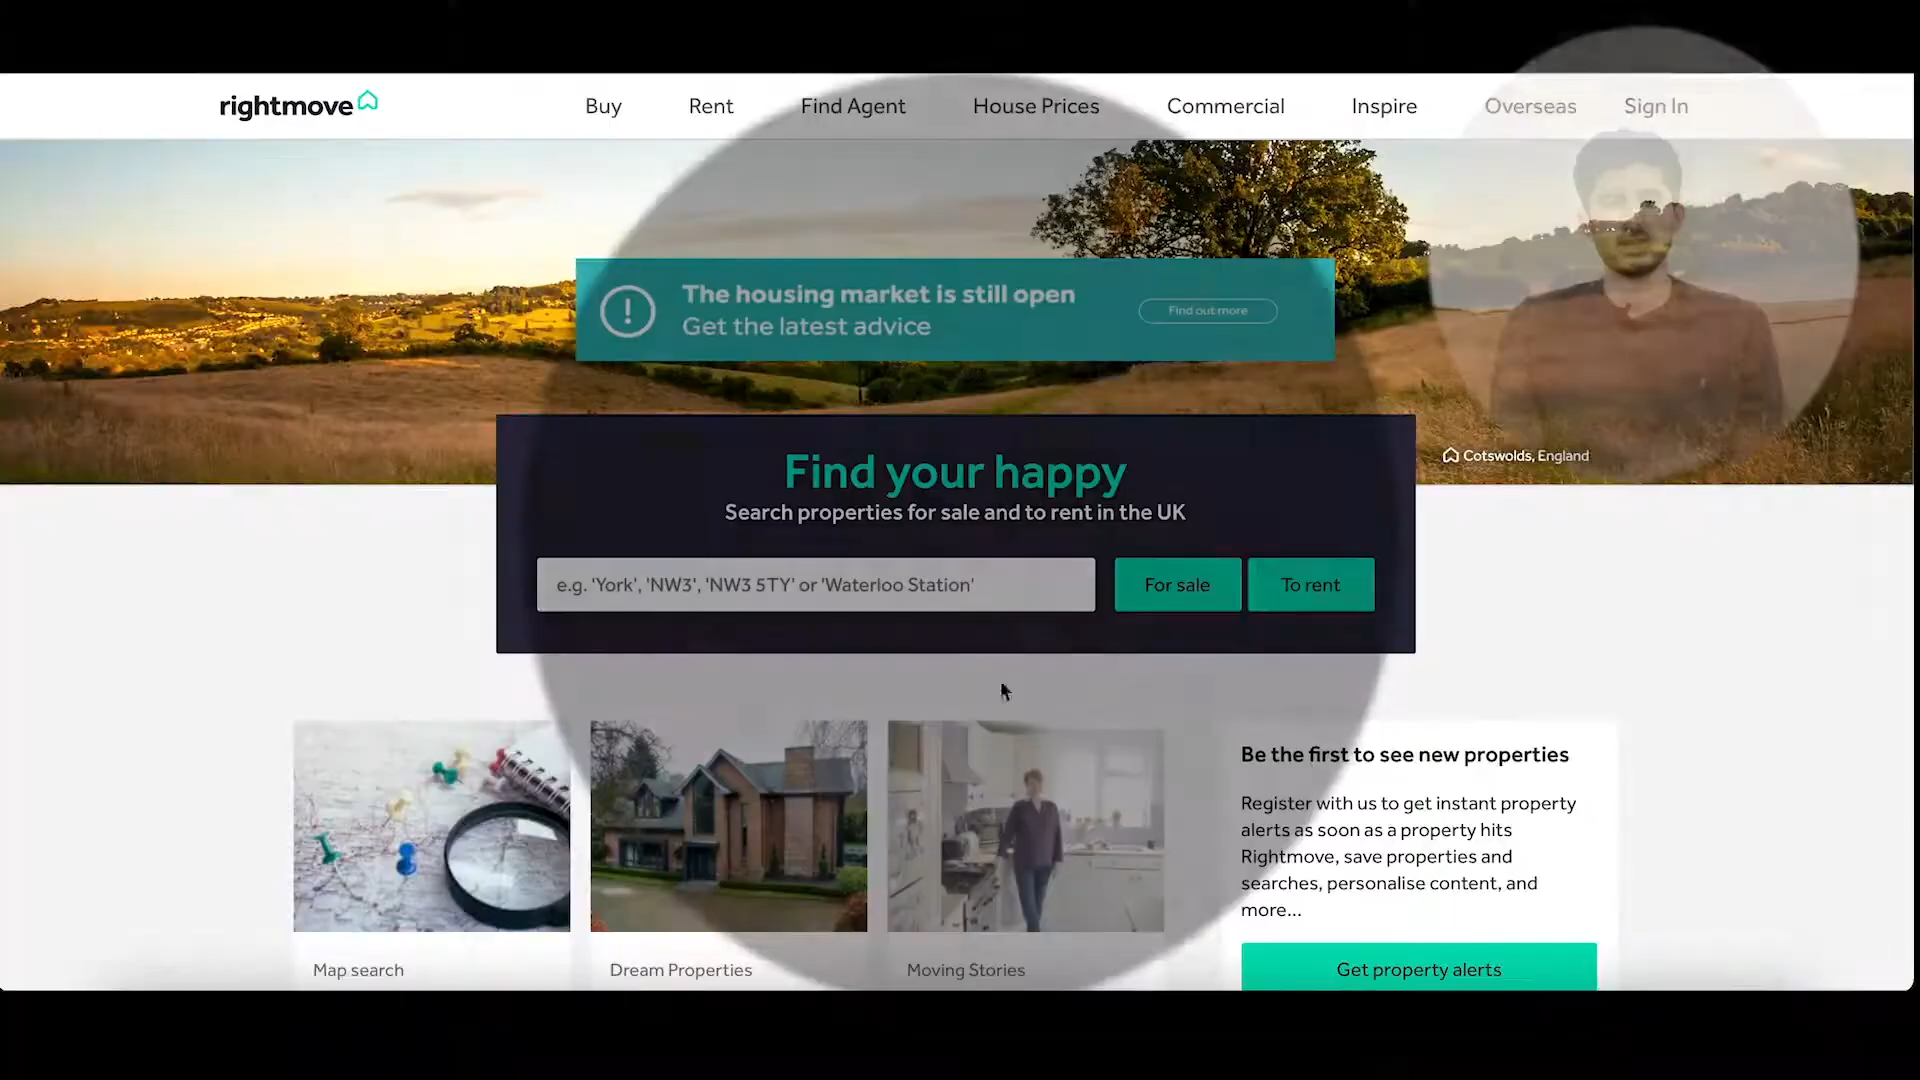 rightmove
Buy
Rent
Find Agent
House Prices
Commercial
Inspire
Overseas
Sign In
The housing market is still open
Get the latest advice
Find out more
Cotswolds, England
Find your happy
Search properties for sale and to rent in the UK
e.g. 'York', 'NW3', 'NW3 5TY' or 'Waterloo Station'
For sale
To rent
Map search
Dream Properties
Moving Stories
Be the first to see new properties
Register with us to get instant property
alerts as soon as a property hits
Rightmove, save properties and
searches, personalise content, and
more...
Get property alerts